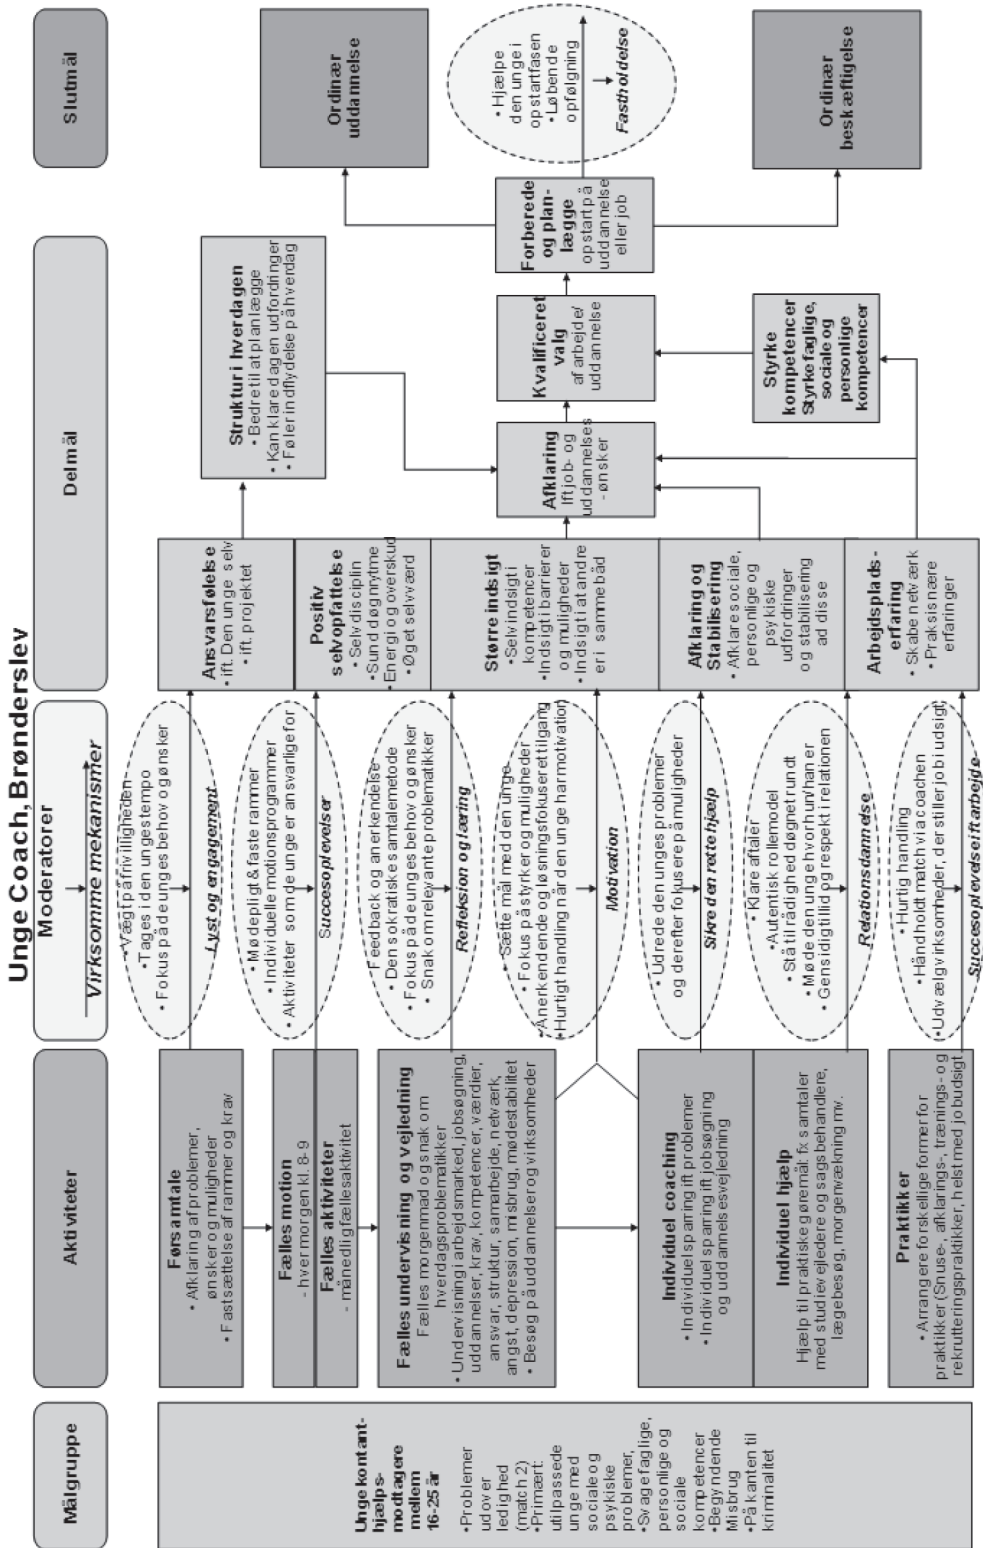 Unge Coach, Brønderslev
Målgruppe
Aktiviteter
Moderatorer
Virksomme mekanismer
Delmål
Slutmål
Unge kontant-
hjælps-
modtagere
mellem
16-25 år
•Problemer
udover
ledighed
(match 2)
•Primært:
utilpassede
unge med
sociale og
psykiske
problemer,
•Svage faglige,
personlige og
sociale
kompetencer
•Begyndende
Misbrug
•På kanten til
kriminalitet
Første samtale
• Afklaring af problemer,
ønsker og muligheder
• Fastsættelse af rammer og krav
Fælles motion
- hver morgen kl. 8-9
Fælles aktiviteter
- månedlig fællesaktivitet
Fælles undervisning og vejledning
Fælles morgenmad og snak om
hverdagsproblematikker
• Undervisning i arbejdsmarked, jobsøgning,
uddannelser, krav, kompetencer, værdier,
ansvar, struktur, samarbejde, netværk,
angst, depression, misbrug, mødestabilitet
• Besøg på uddannelser og virksomheder
Individuel coaching
• Individuel sparring ift problemer
• Individuel sparring ift jobsøgning
og uddannelsesvejledning
Individuel hjælp
Hjælp til praktiske gøremål: fx samtaler
med studievejledere og sagsbehandlere,
lægebesøg, morgenvækning mv.
Praktikker
• Arrangere forskellige former for
praktikker (Snuse-, afklarings-, trænings- og
rekrutteringspraktikker, helst med jobudsigt
•Vægt på frivilligheden
• Tages i den unges tempo
• Fokus på de unges behov og ønsker
Lyst og engagement
• Mødepligt & faste rammer
• Individuelle motionsprogrammer
• Aktiviteter som de unge er ansvarlige for
Succesoplevelser
• Feedback og anerkendelse
• Den sokratiske samtalemetode
• Fokus på de unges behov og ønsker
• Snak om relevante problematikker
Refleksion og læring
• Sætte mål med den unge
• Fokus på styrker og muligheder
•Anerkendende og løsningsfokuseret tilgang
•Hurtigt handling når den unge har motivation
Motivation
• Udrede den unges problemer
og derefter fokusere på muligheder
Sikre den rette hjælp
• Klare aftaler
• Autentisk rollemodel
• Stå til rådighed døgnet rundt
• Møde den unge hvor hun/han er
• Gensidig tillid og respekt i relationen
Relationsdannelse
• Hurtig handling
• Håndholdt match via coachen
•Udvælg virksomheder, der stiller job i udsigt
Succesoplevelse ift arbejde
Ansvarsfølelse
• ift. Den unge selv
• ift. projektet
Positiv
selvopfattelse
• Selvdisciplin
•Sund døgnrytme
•Energi og overskud
• Øget selvværd
Større indsigt
•Selvindsigt i
kompetencer
•Indsigt i barrierer
og muligheder
• Indsigt i at andre
er i samme båd
Afklaring og
Stabilisering
• Afklare sociale,
personlige og
psykiske
udfordringer
og stabilisering
ad disse
Arbejdsplads-
erfaring
• Skabe netværk
• Praksisnære
erfaringer
Struktur i hverdagen
• Bedre til at planlægge
• Kan klare dagen udfordringer
• Føler indflydelse på hverdag
Afklaring
Ift job- og
uddannelses
- ønsker
Kvalificeret
valg
af arbejde/
uddannelse
Styrke
kompetencer
Styrke faglige,
sociale og
personlige
kompetencer
Forberede
og plan-
lægge
opstart på
uddannelse
eller job
Ordinær
uddannelse
• Hjælpe
den unge i
opstartfasen
• Løbende
opfølgning
Fastholdelse
Ordinær
beskæftigelse